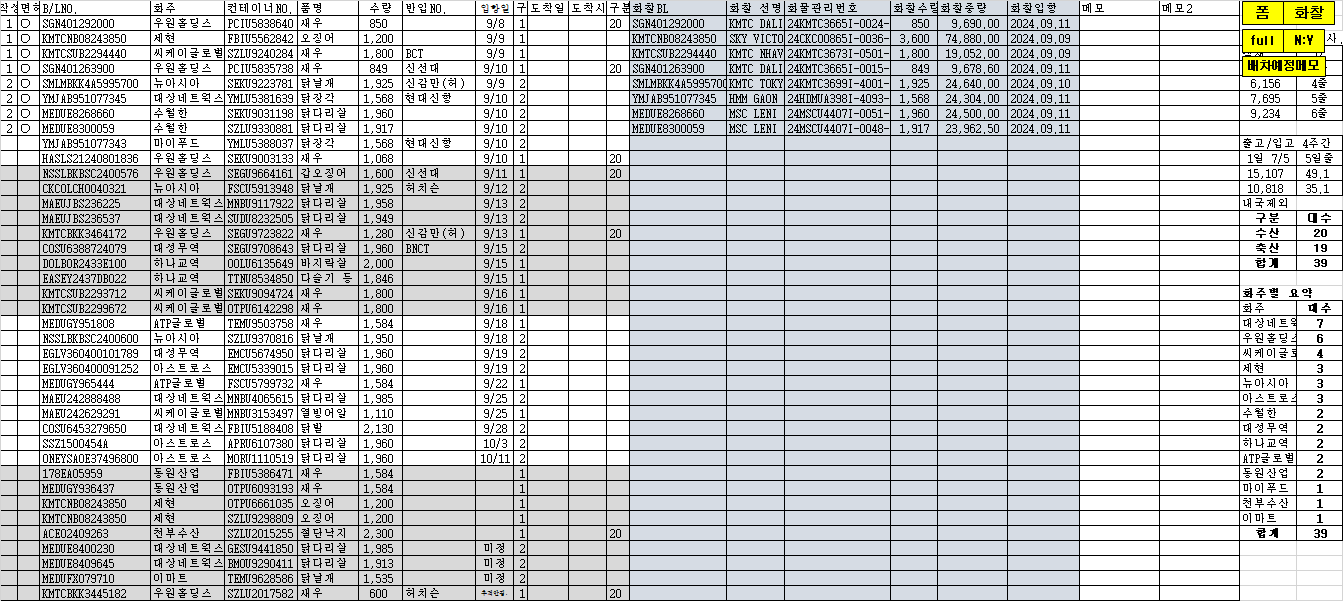 작성 면허 B/LNO. 화주 컨테이너NO. 품명 수량 반입NO. 입항일 구 도착일 도착시 구분 화찰BL 화찰 선명 화물관리번호 화찰수량 화찰중량 화찰입항 메모 메모2 폼 화찰
1 ○ SGN401292000 우원홀딩스 PCIU5838640 새우 850 9/8 1 20 SGN401292000 KMTC DALI 24KMTC3665I-0024- 850 9,690.00 2024.09.11
1 ○ KMTCNB08243850 세현 FBIU5562842 오징어 1,200 9/9 1 KMTCNB08243850 SKY VICTO 24CKCO0865I-0036- 3,600 74,880.00 2024.09.09 full N:Y 사.
1 ○ KMTCSUB2294440 씨케이글로벌 SZLU9240284 새우 1,800 BCT 9/9 1 KMTCSUB2294440 KMTC NHAV 24KMTC3673I-0501- 1,800 19,052.00 2024.09.09
1 ○ SGN401263900 우원홀딩스 PCIU5835738 새우 849 신선대 9/10 1 20 SGN401263900 KMTC DALI 24KMTC3665I-0015- 849 9,678.60 2024.09.11 배차예정메모
2 ○ SMLMBKK4A5995700 뉴아시아 SEKU9223781 닭날개 1,925 신감만(허) 9/9 2 SMLMBKK4A5995700 KMTC TOKY 24KMTC3699I-4001- 1,925 24,640.00 2024.09.10 6,156 4줄
2 ○ YMJAB951077345 대상네트웍스 YMLU5381639 닭장각 1,568 현대신항 9/10 2 YMJAB951077345 HMM GAON 24HDMUA398I-4093- 1,568 24,304.00 2024.09.11 7,695 5줄
2 ○ MEDUE8268660 수월한 SEKU9031198 닭다리살 1,960 9/10 2 MEDUE8268660 MSC LENI 24MSCU4407I-0051- 1,960 24,500.00 2024.09.11 9,234 6줄
2 ○ MEDUE8300059 수월한 SZLU9330881 닭다리살 1,917 9/10 2 MEDUE8300059 MSC LENI 24MSCU4407I-0048- 1,917 23,962.50 2024.09.11
YMJAB951077343 마이푸드 YMLU5388037 닭장각 1,568 현대신항 9/10 2 출고/입고 4주간
HASLS21240801836 우원홀딩스 SEKU9003133 새우 1,068 9/10 1 20 1일 7/5 5일줄
NSSLBKBSC2400576 우원홀딩스 SEGU9664161 갑오징어 1,600 신선대 9/11 1 20 15,107 49.1
CKCOLCH0040321 뉴아시아 FSCU5913948 닭날개 1,925 허치슨 9/12 2 10,818 35.1
MAEUJBS236225 대상네트웍스 MNBU9117922 닭다리살 1,958 9/13 2 내국제외
MAEUJBS236537 대상네트웍스 SUDU8232505 닭다리살 1,949 9/13 2 구분 대수
KMTCBKK3464172 우원홀딩스 SEGU9723822 새우 1,280 신감만(허) 9/13 1 20 수산 20
COSU6388724079 대성무역 SEGU9708643 닭다리살 1,960 BNCT 9/15 2 축산 19
DOLBOR2433E100 하나교역 OOLU6135649 바지락살 2,000 9/15 1 합계 39
EASEY2437DB022 하나교역 TTNU8534850 다슬기 등 1,846 9/15 1
KMTCSUB2293712 씨케이글로벌 SEKU9094724 새우 1,800 9/16 1 화주별 요약
KMTCSUB2299672 씨케이글로벌 OTPU6142298 새우 1,800 9/16 1 화주 대수
MEDUGY951808 ATP글로벌 TEMU9503758 새우 1,584 9/18 1 대상네트웍 7
NSSLBKBSC2400600 뉴아시아 SZLU9370816 닭날개 1,950 9/18 2 우원홀딩스 6
EGLV360400101789 대성무역 EMCU5674950 닭다리살 1,960 9/19 2 씨케이글로 4
EGLV360400091252 아스트로스 EMCU5339015 닭다리살 1,960 9/19 2 세현 3
MEDUGY965444 ATP글로벌 FSCU5799732 새우 1,584 9/22 1 뉴아시아 3
MAEU242888488 대상네트웍스 MNBU4065615 닭다리살 1,985 9/25 2 아스트로스 3
MAEU242629291 씨케이글로벌 MNBU3153497 열빙어알 1,110 9/25 1 수월한 2
COSU6453279650 대상네트웍스 FBIU5188408 닭발 2,130 9/28 2 대성무역 2
SSZ1500454A 아스트로스 APRU6107380 닭다리살 1,960 10/3 2 하나교역 2
ONEYSAOE37496800 아스트로스 MORU1110519 닭다리살 1,960 10/11 2 ATP글로벌 2
178EA05959 동원산업 FBIU5386471 새우 1,584 1 동원산업 2
MEDUGY936437 동원산업 OTPU6093193 새우 1,584 1 마이푸드 1
KMTCNB08243850 세현 OTPU6661035 오징어 1,200 1 천부수산 1
KMTCNB08243850 세현 SZLU9298809 오징어 1,200 1 이마트 1
ACE02409263 천부수산 SZLU2015255 절단낙지 2,300 1 20 합계 39
MEDUE8400230 대상네트웍스 GESU9441850 닭다리살 1,985 미정 2
MEDUE8409645 대상네트웍스 BMOU9290411 닭다리살 1,913 미정 2
MEDUFX079710 이마트 TEMU9628586 닭날개 1,535 미정 2
KMTCBKK3445182 우원홀딩스 SZLU2017582 새우 600 허치슨 1 20